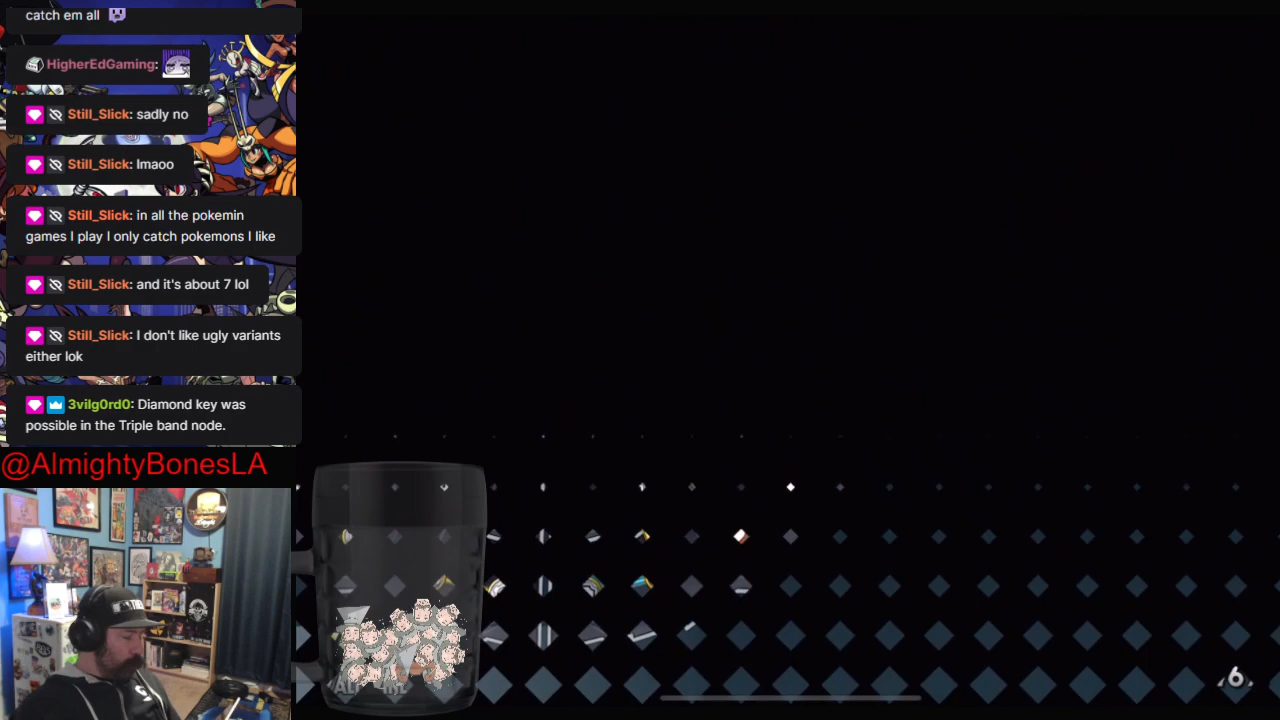 catch em all
HigherEdGaming:
Still_Slick: sadly no
Still_Slick: lmaoo
Still_Slick: in all the pokemin
games I play I only catch pokemons I like
Still_Slick: and it's about 7 lol
Still_Slick: I don't like ugly variants
either lok
3vilg0rd0: Diamond key was
possible in the Triple band node.
@AlmightyBonesLA
6